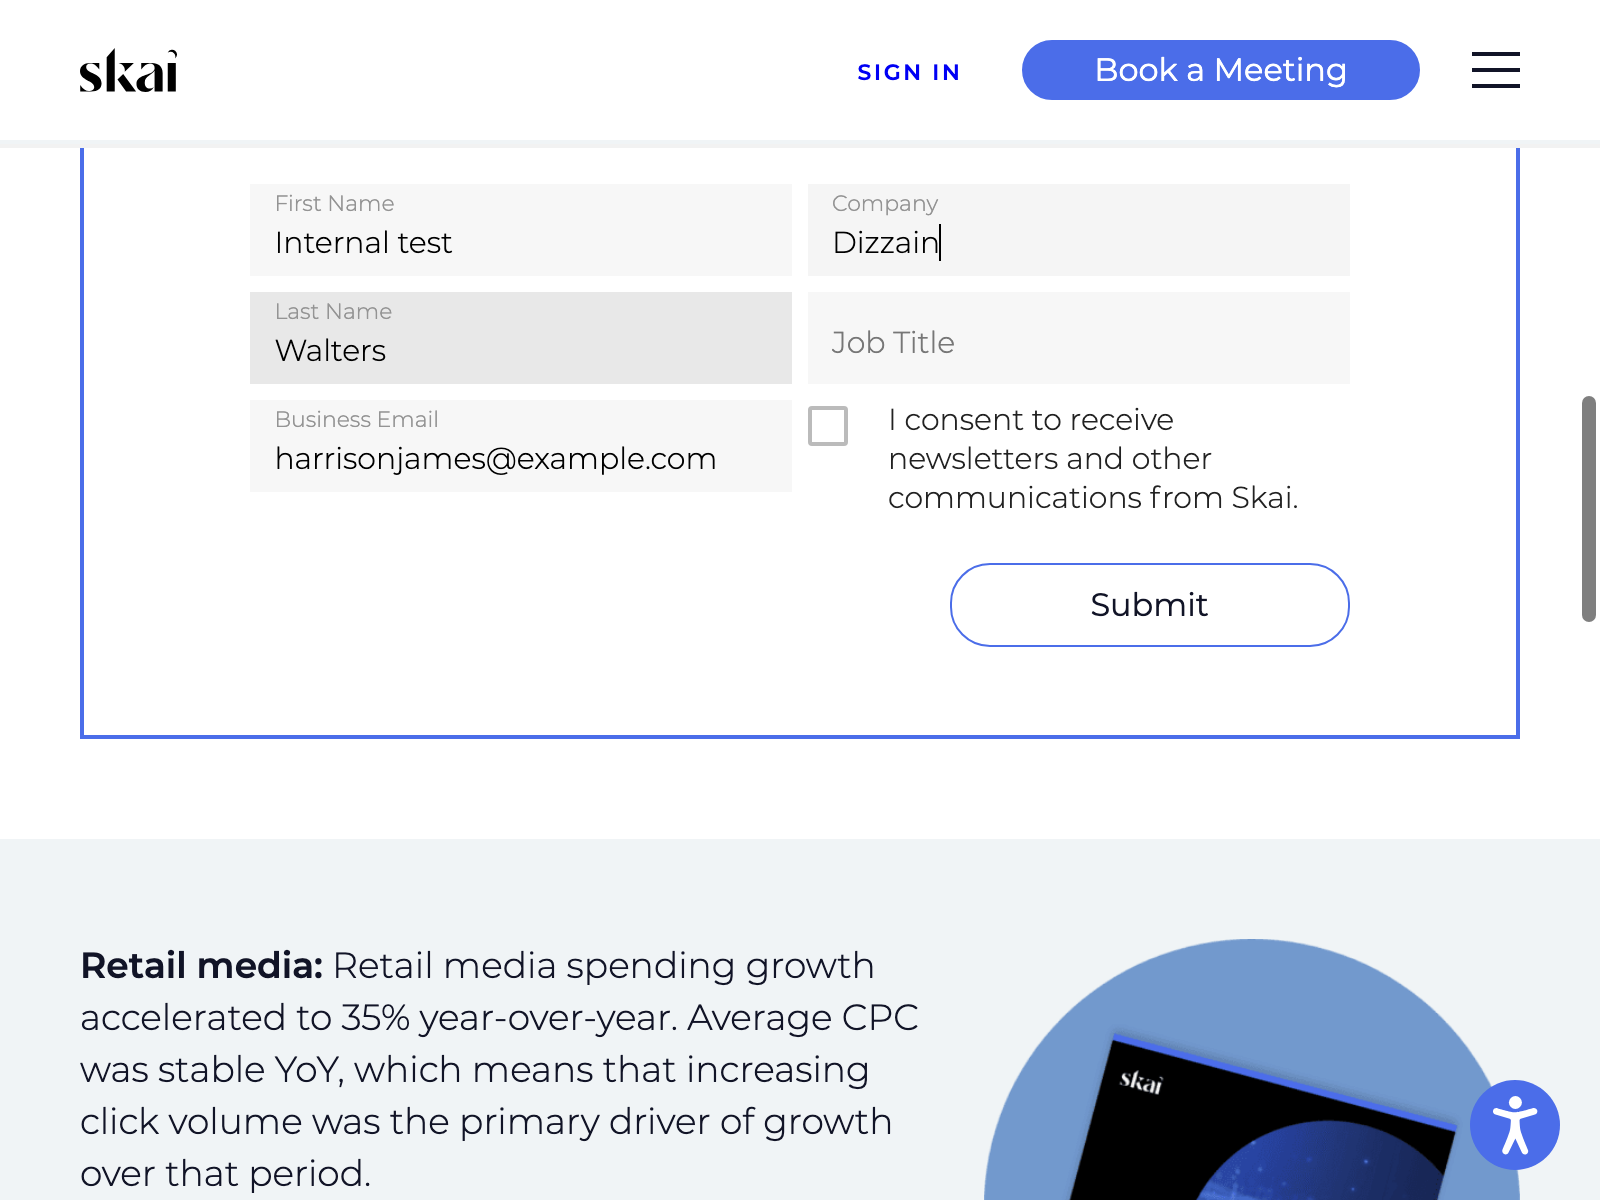 skai
SIGN IN
Book a Meeting
First Name
Internal test
Company
Dizzain
Last Name
Walters
Job Title
Business Email
harrisonjames@example.com
I consent to receive
newsletters and other
communications from Skai.
Submit
Retail media: Retail media spending growth
accelerated to 35% year-over-year. Average CPC
was stable YoY, which means that increasing
click volume was the primary driver of growth
over that period.
skai